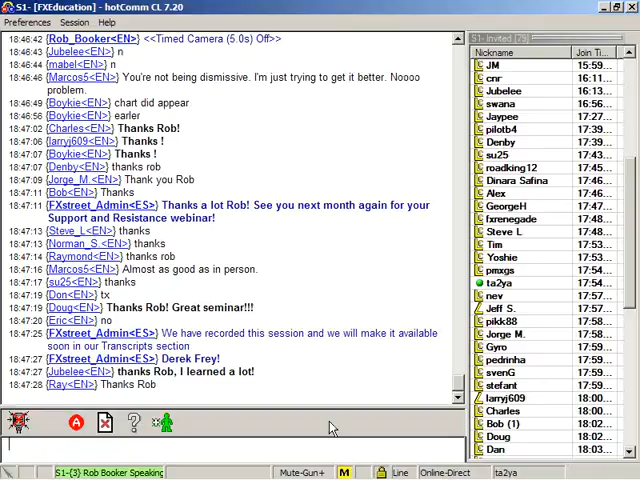 S1- [FXEducation] - hotComm CL 7.20
Preferences Session Help
18:46:42 {Rob_Booker<EN>} <<Timed Camera (5.0s) Off>>
18:46:43 {Jubelee<EN>} n
18:46:44 {mabel<EN>} n
18:46:46 {Marcos5<EN>} You're not being dismissive. I'm just trying to get it better. Noooo
problem.
18:46:49 {Boykie<EN>} chart did appear
18:46:56 {Boykie<EN>} earler
18:47:02 {Charles<EN>} Thanks Rob!
18:47:06 {larryj609<EN>} Thanks !
18:47:07 {Boykie<EN>} Thanks !
18:47:07 {Denby<EN>} thanks rob
18:47:09 {Jorge_M.<EN>} Thank you Rob
18:47:11 {Bob<EN>} Thanks
18:47:11 {FXstreet_Admin<ES>} Thanks a lot Rob! See you next month again for your
Support and Resistance webinar!
18:47:13 {Steve_L<EN>} thanks
18:47:13 {Norman_S.<EN>} thanks
18:47:14 {Raymond<EN>} thanks rob
18:47:16 {Marcos5<EN>} Almost as good as in person.
18:47:17 {su25<EN>} thanks
18:47:19 {Don<EN>} tx
18:47:19 {Doug<EN>} Thanks Rob! Great seminar!!!
18:47:20 {Eric<EN>} no
18:47:25 {FXstreet_Admin<ES>} We have recorded this session and we will make it available
soon in our Transcripts section
18:47:27 {FXstreet_Admin<ES>} Derek Frey!
18:47:27 {Jubelee<EN>} thanks rob, I learned a lot!
18:47:28 {Ray<EN>} Thanks Rob
S1- Invited [79]
Nickname Join Ti...
JM 15:59...
cnr 16:11...
Jubelee 16:13...
swana 16:56...
Jaypee 17:27...
pilotb4 17:39...
Denby 17:39...
su25 17:43...
roadking12 17:45...
Dinara Safina 17:46...
Alex 17:46...
GeorgeH 17:47...
fxrenegade 17:48...
Steve L 17:48...
Tim 17:53...
Yoshie 17:53...
pmxgs 17:54...
ta2ya 17:54...
nev 17:57...
Jeff S. 17:57...
pikk88 17:58...
Jorge M. 17:58...
Gyro 17:58...
pedrinha 17:59...
svenG 17:59...
stefant 17:59...
larryj609 18:00...
Charles 18:00...
Bob (1) 18:00...
Doug 18:00...
Dan 18:00...
S1-{3} Rob Booker Speaking Mute-Gun+ M Line Online-Direct ta2ya